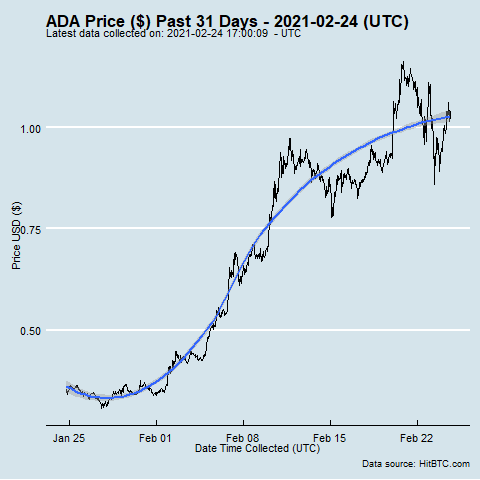 ADA Price ($) Past 31 Days - 2021-02-24 (UTC)
Latest data collected on: 2021-02-24 17:00:09  - UTC
1.00
0.75
0.50
Price USD ($)
Jan 25 Feb 01 Feb 08 Feb 15 Feb 22
Date Time Collected (UTC)
Data source: HitBTC.com